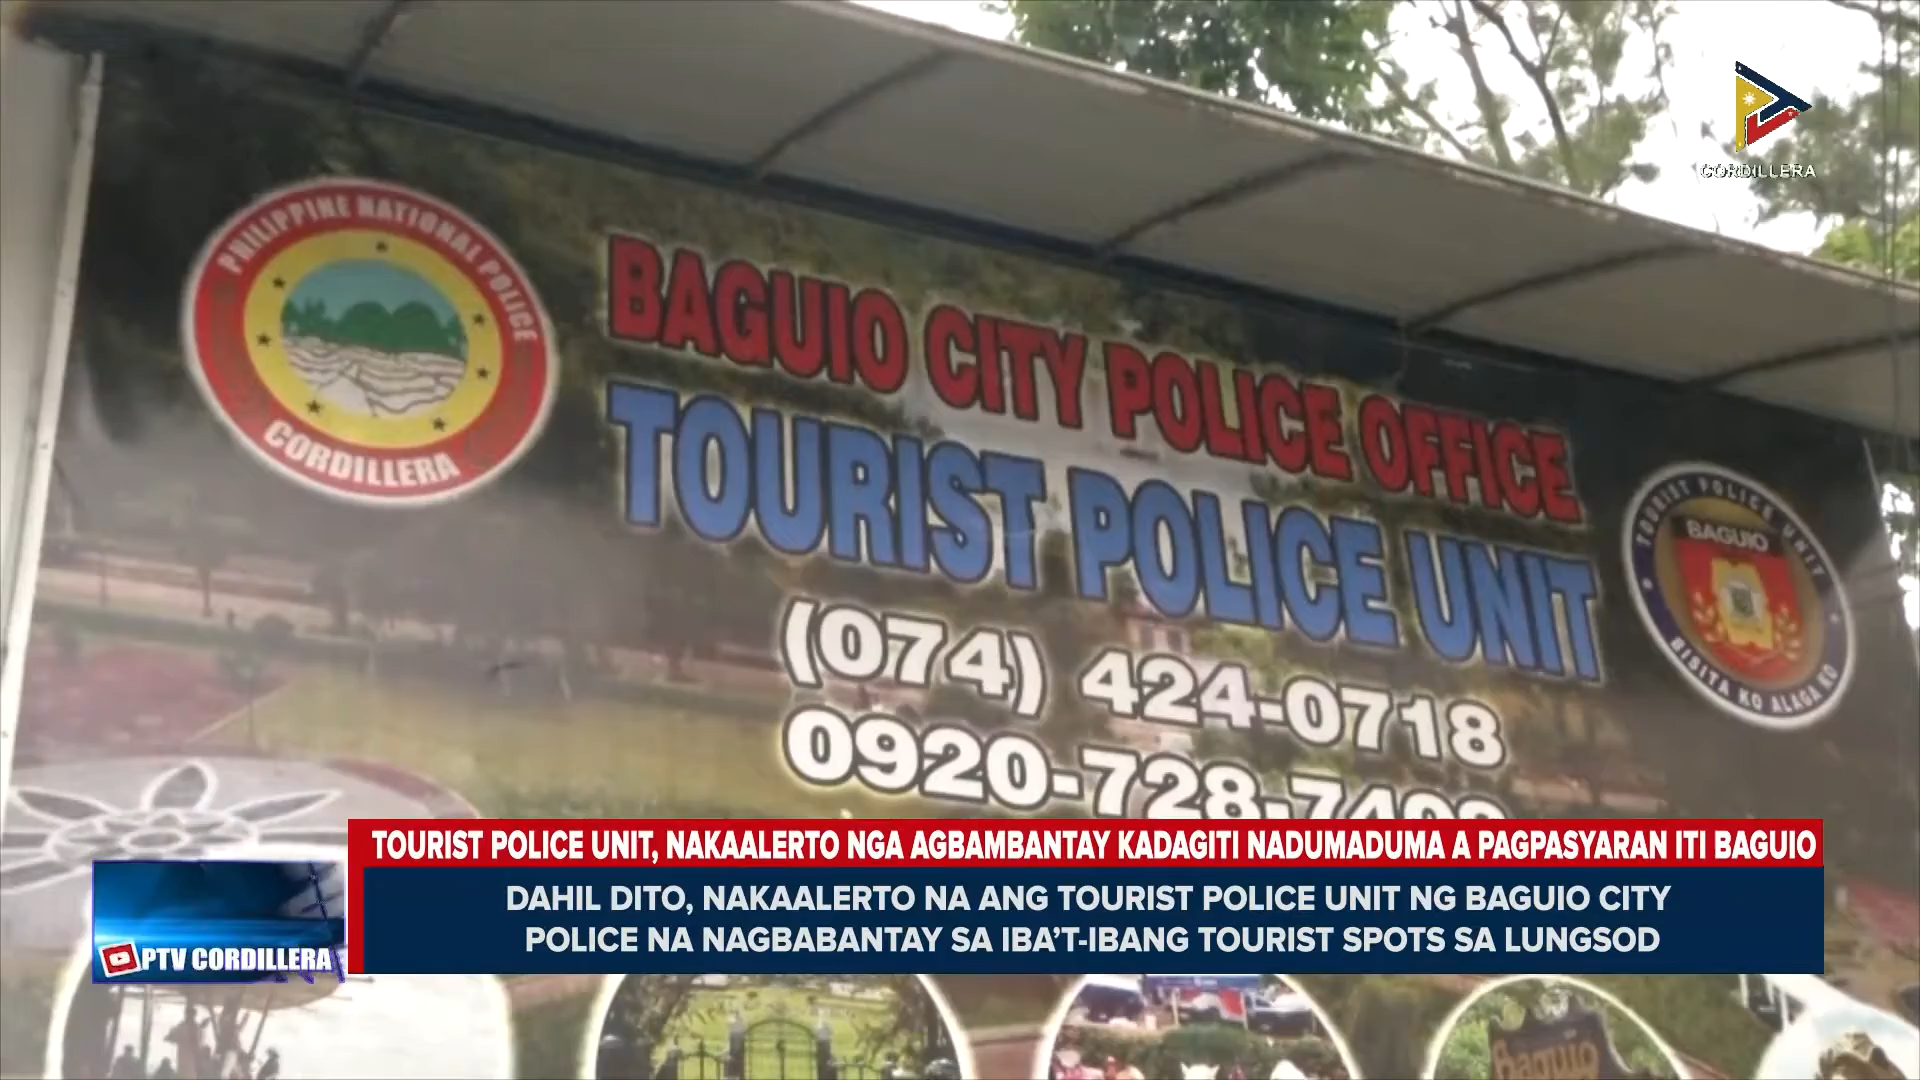 CORDILLERA
PHILIPPINE NATIONAL POLICE
CORDILLERA
BAGUIO CITY POLICE OFFICE
TOURIST POLICE UNIT
(074) 424-0718
0920-728-
TOURIST POLICE UNIT
BAGUIO
BISITA KO ALAGA KO
TOURIST POLICE UNIT, NAKAALERTO NGA AGBAMBANTAY KADAGITI NADUMADUMA A PAGPASYARAN ITI BAGUIO
DAHIL DITO, NAKAALERTO NA ANG TOURIST POLICE UNIT NG BAGUIO CITY
POLICE NA NAGBABANTAY SA IBA'T-IBANG TOURIST SPOTS SA LUNGSOD
PTV CORDILLERA
Baguio